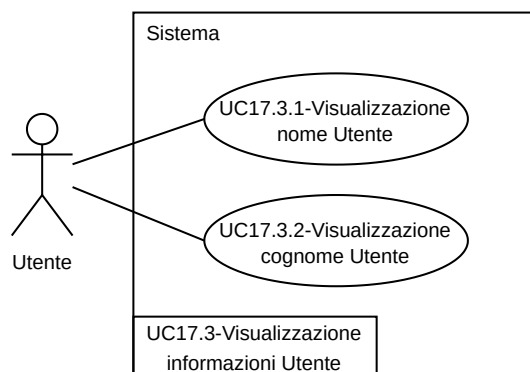 Sistema
UC17.3.1-Visualizzazione
nome Utente
UC17.3.2-Visualizzazione
cognome Utente
Utente
UC17.3-Visualizzazione
informazioni Utente